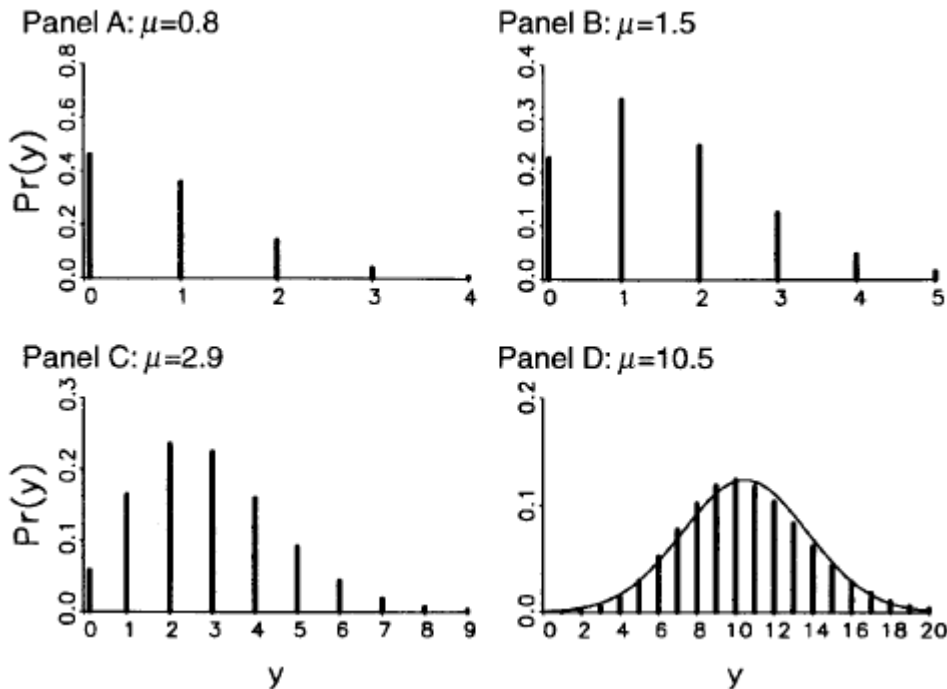 Panel A: μ=0.8
Pr(y)
0.0 0.2 0.4 0.6 0.8
0 1 2 3 4
Panel B: μ=1.5
0.0 0.1 0.2 0.3 0.4
0 1 2 3 4 5
Panel C: μ=2.9
Pr(y)
0.0 0.1 0.2 0.3
0 1 2 3 4 5 6 7 8 9
y
Panel D: μ=10.5
0.0 0.1 0.2
0 2 4 6 8 10 12 14 16 18 20
y